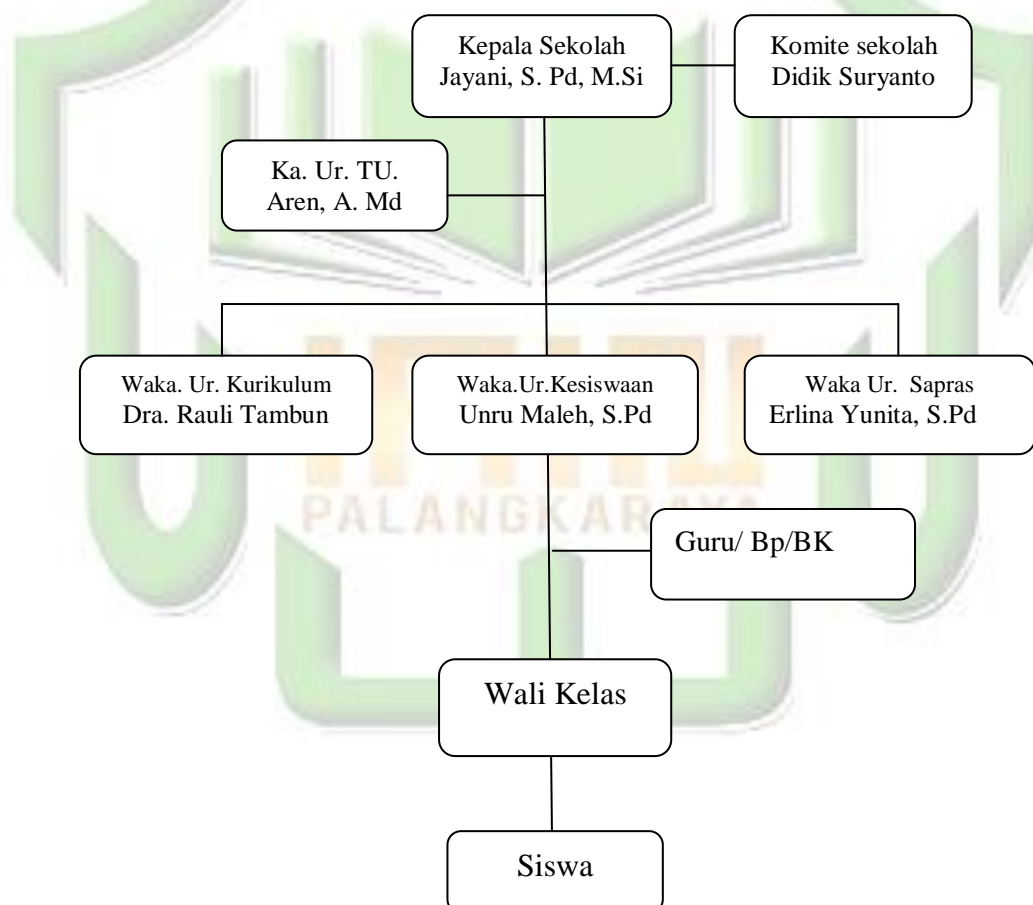 Kepala Sekolah
Jayani, S. Pd, M.Si
Komite sekolah
Didik Suryanto
Ka. Ur. TU.
Aren, A. Md
Waka. Ur. Kurikulum
Dra. Rauli Tambun
Waka.Ur.Kesiswaan
Unru Maleh, S.Pd
Waka Ur. Sapras
Erlina Yunita, S.Pd
PALANGKARAYA
Guru/ Bp/BK
Wali Kelas
Siswa